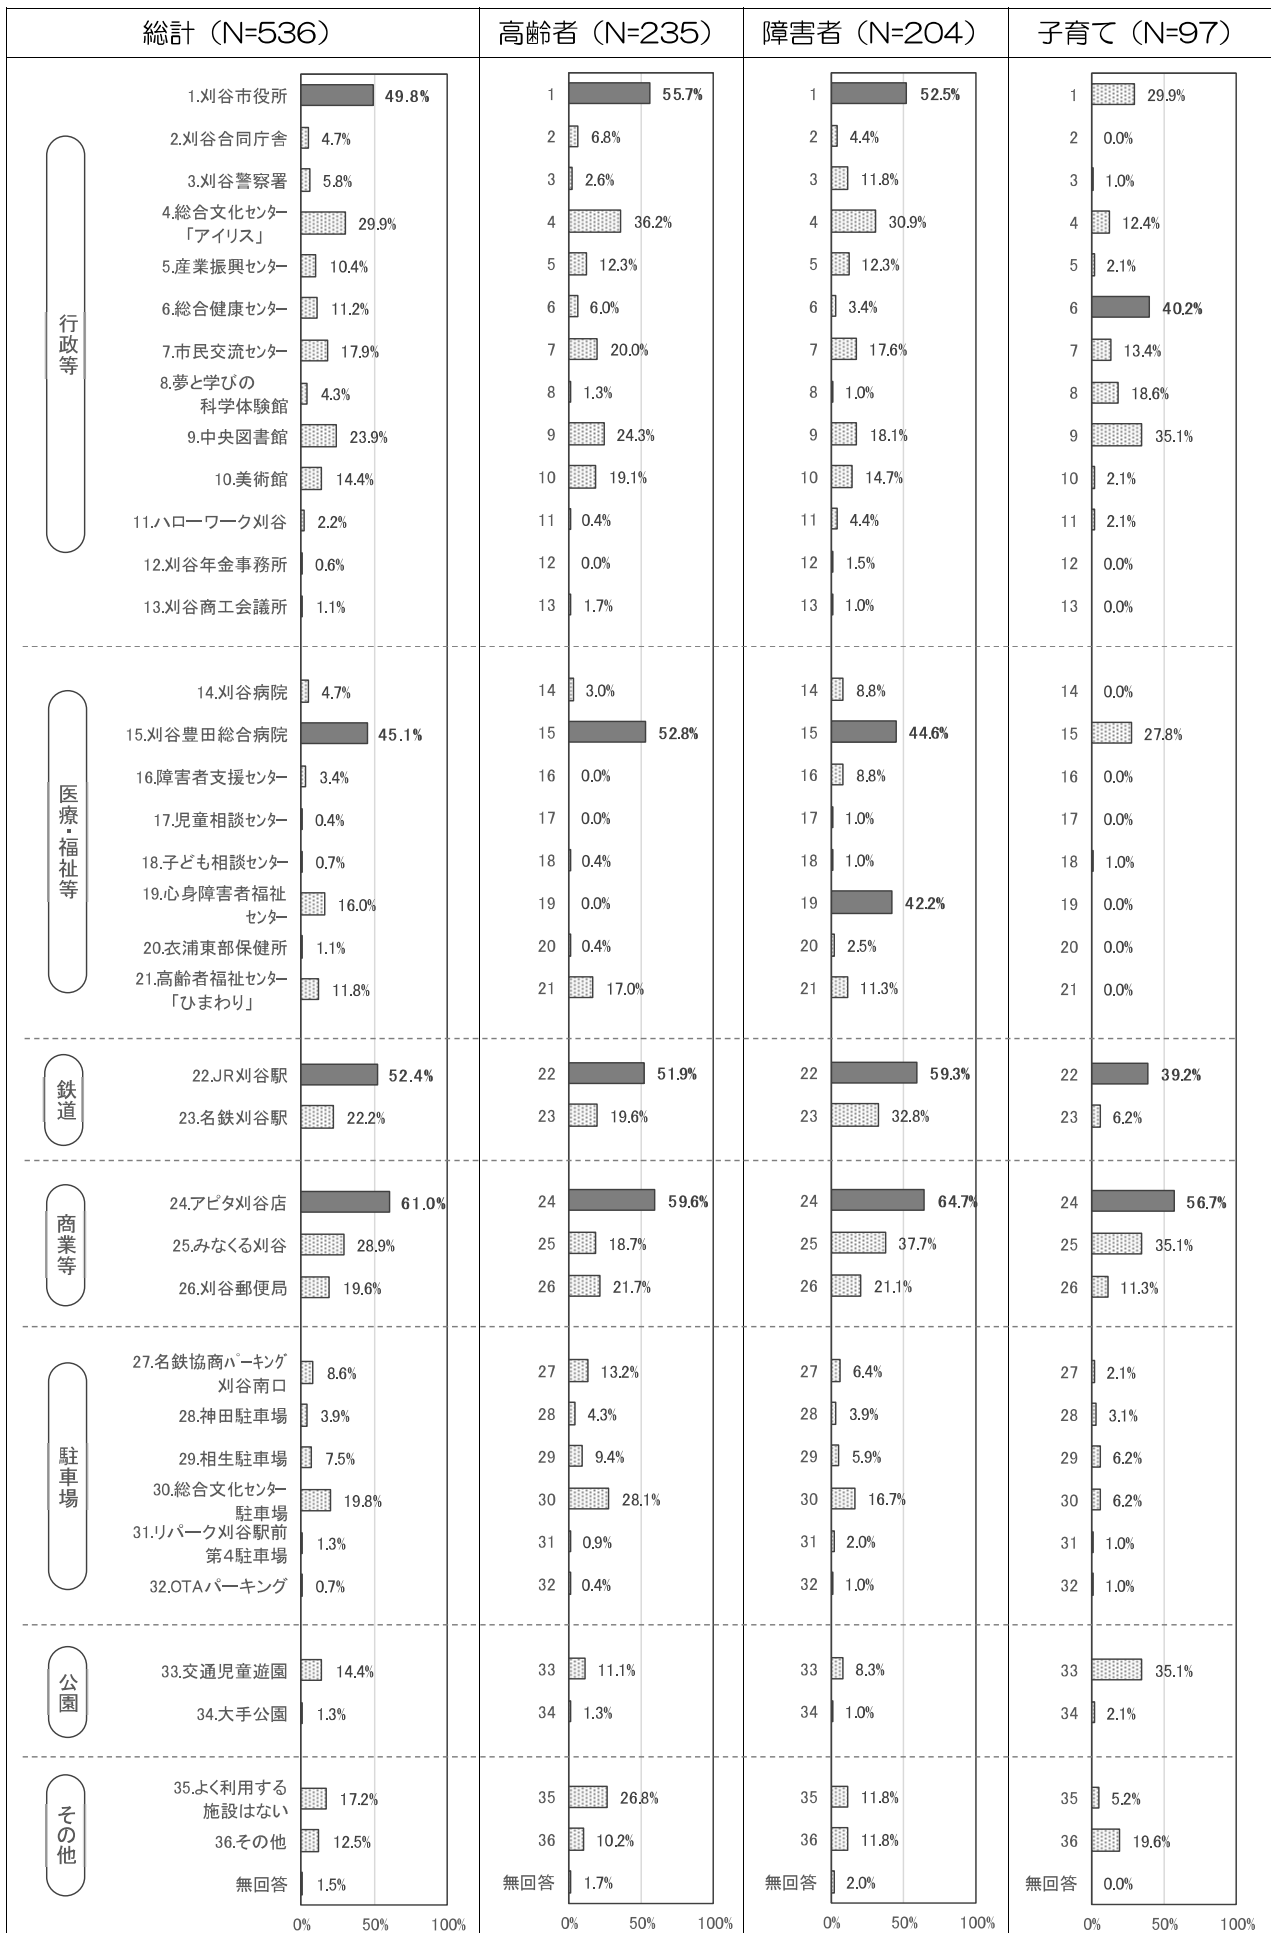 総計（N=536） 高齢者（N=235） 障害者（N=204） 子育て（N=97）
行政等
1.刈谷市役所 49.8% 1 55.7% 1 52.5% 1 29.9%
2.刈谷合同庁舎 4.7% 2 6.8% 2 4.4% 2 0.0%
3.刈谷警察署 5.8% 3 2.6% 3 11.8% 3 1.0%
4.総合文化センター
「アイリス」 29.9% 4 36.2% 4 30.9% 4 12.4%
5.産業振興センター 10.4% 5 12.3% 5 12.3% 5 2.1%
6.総合健康センター 11.2% 6 6.0% 6 3.4% 6 40.2%
7.市民交流センター 17.9% 7 20.0% 7 17.6% 7 13.4%
8.夢と学びの
科学体験館 4.3% 8 1.3% 8 1.0% 8 18.6%
9.中央図書館 23.9% 9 24.3% 9 18.1% 9 35.1%
10.美術館 14.4% 10 19.1% 10 14.7% 10 2.1%
11.ハローワーク刈谷 2.2% 11 0.4% 11 4.4% 11 2.1%
12.刈谷年金事務所 0.6% 12 0.0% 12 1.5% 12 0.0%
13.刈谷商工会議所 1.1% 13 1.7% 13 1.0% 13 0.0%
医療・福祉等
14.刈谷病院 4.7% 14 3.0% 14 8.8% 14 0.0%
15.刈谷豊田総合病院 45.1% 15 52.8% 15 44.6% 15 27.8%
16.障害者支援センター 3.4% 16 0.0% 16 8.8% 16 0.0%
17.児童相談センター 0.4% 17 0.0% 17 1.0% 17 0.0%
18.子ども相談センター 0.7% 18 0.4% 18 1.0% 18 1.0%
19.心身障害者福祉
センター 16.0% 19 0.0% 19 42.2% 19 0.0%
20.衣浦東部保健所 1.1% 20 0.4% 20 2.5% 20 0.0%
21.高齢者福祉センター
「ひまわり」 11.8% 21 17.0% 21 11.3% 21 0.0%
鉄道
22.JR刈谷駅 52.4% 22 51.9% 22 59.3% 22 39.2%
23.名鉄刈谷駅 22.2% 23 19.6% 23 32.8% 23 6.2%
商業等
24.アピタ刈谷店 61.0% 24 59.6% 24 64.7% 24 56.7%
25.みなくる刈谷 28.9% 25 18.7% 25 37.7% 25 35.1%
26.刈谷郵便局 19.6% 26 21.7% 26 21.1% 26 11.3%
駐車場
27.名鉄協商パーキング
刈谷南口 8.6% 27 13.2% 27 6.4% 27 2.1%
28.神田駐車場 3.9% 28 4.3% 28 3.9% 28 3.1%
29.相生駐車場 7.5% 29 9.4% 29 5.9% 29 6.2%
30.総合文化センター
駐車場 19.8% 30 28.1% 30 16.7% 30 6.2%
31.リパーク刈谷駅前
第4駐車場 1.3% 31 0.9% 31 2.0% 31 1.0%
32.OTAパーキング 0.7% 32 0.4% 32 1.0% 32 1.0%
公園
33.交通児童遊園 14.4% 33 11.1% 33 8.3% 33 35.1%
34.大手公園 1.3% 34 1.3% 34 1.0% 34 2.1%
その他
35.よく利用する
施設はない 17.2% 35 26.8% 35 11.8% 35 5.2%
36.その他 12.5% 36 10.2% 36 11.8% 36 19.6%
無回答 1.5% 無回答 1.7% 無回答 2.0% 無回答 0.0%
0% 50% 100% 0% 50% 100% 0% 50% 100% 0% 50% 100%